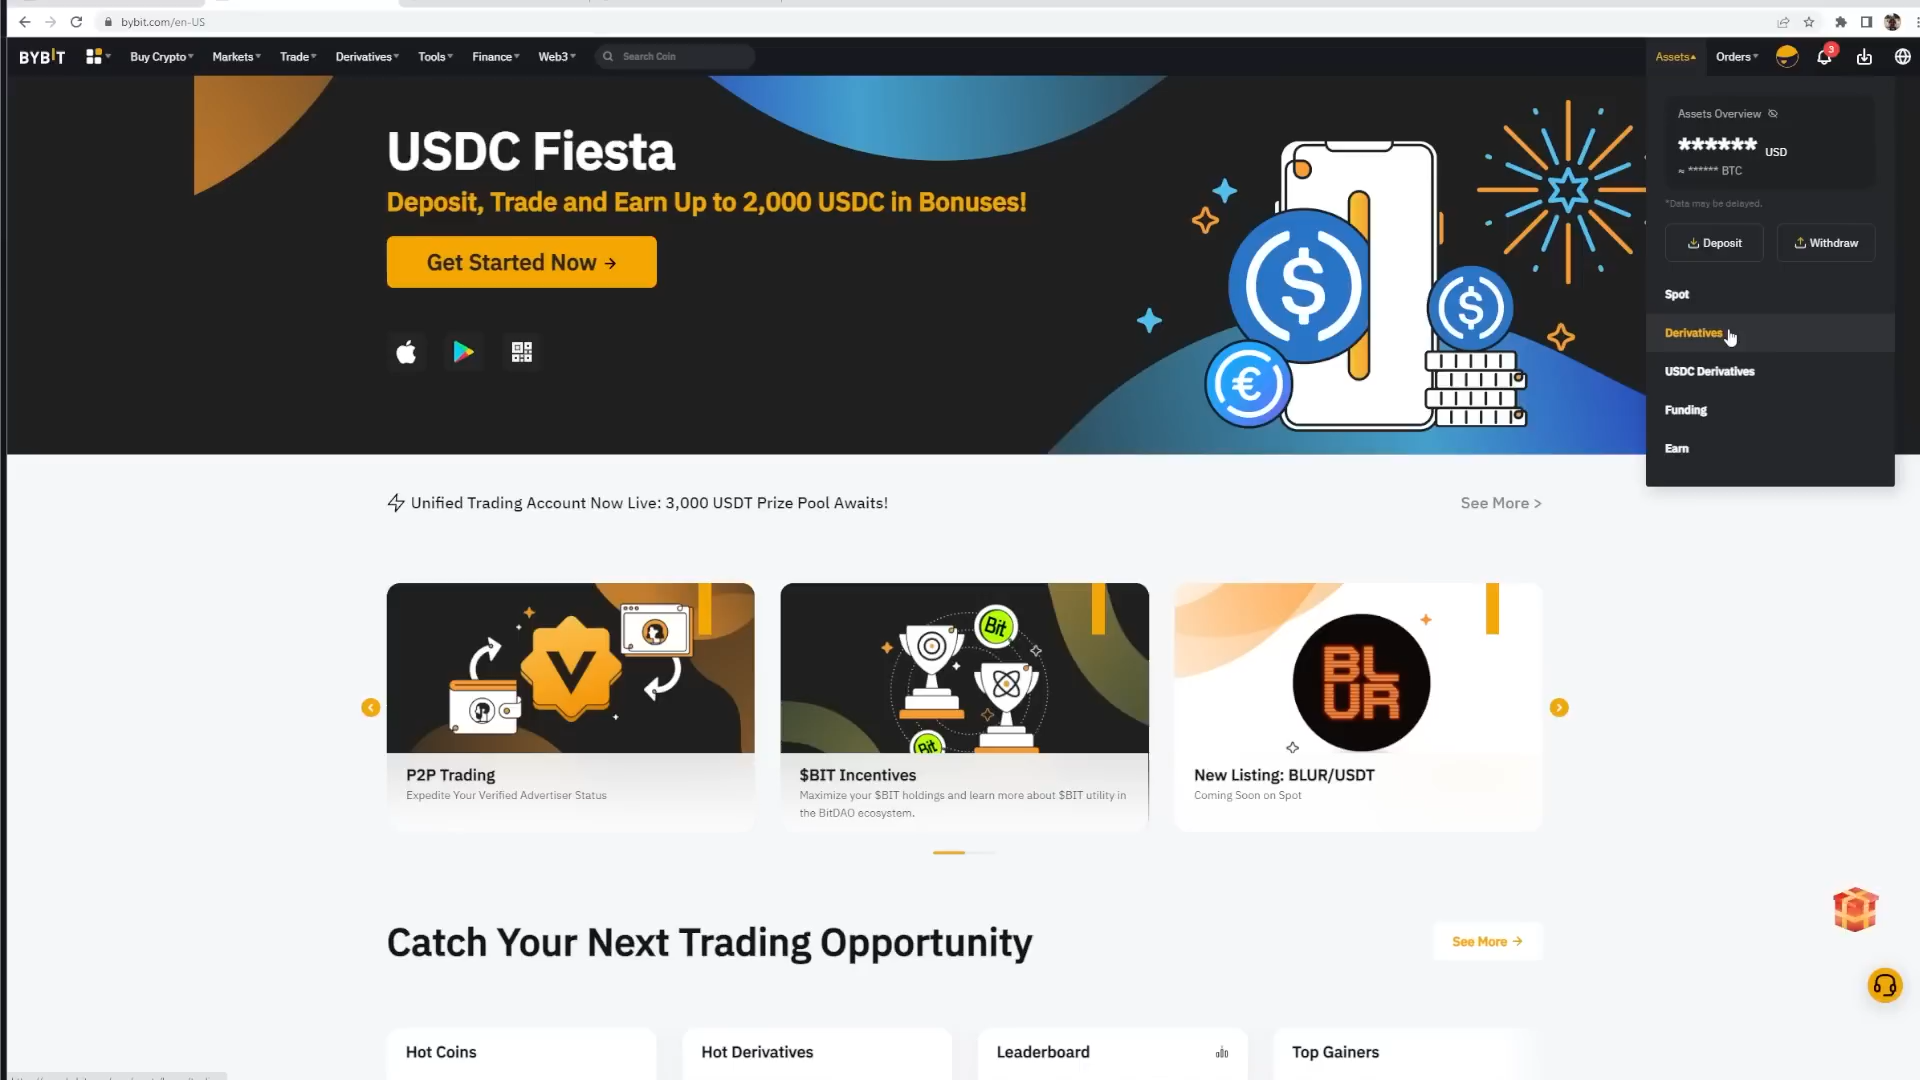 bybit.com/en-US
BYBIT
Buy Crypto
Markets
Trade
Derivatives
Tools
Finance
Web3
Search Coin
Assets
Orders
3
USDC Fiesta
Deposit, Trade and Earn Up to 2,000 USDC in Bonuses!
Get Started Now →
Assets Overview
****** USD
≈ ****** BTC
*Data may be delayed.
Deposit
Withdraw
Spot
Derivatives
USDC Derivatives
Funding
Earn
Unified Trading Account Now Live: 3,000 USDT Prize Pool Awaits!
See More >
Bit
Bit
BL
UR
P2P Trading
Expedite Your Verified Advertiser Status
$BIT Incentives
Maximize your $BIT holdings and learn more about $BIT utility in
the BitDAO ecosystem.
New Listing: BLUR/USDT
Coming Soon on Spot
Catch Your Next Trading Opportunity
See More →
Hot Coins
Hot Derivatives
Leaderboard
Top Gainers